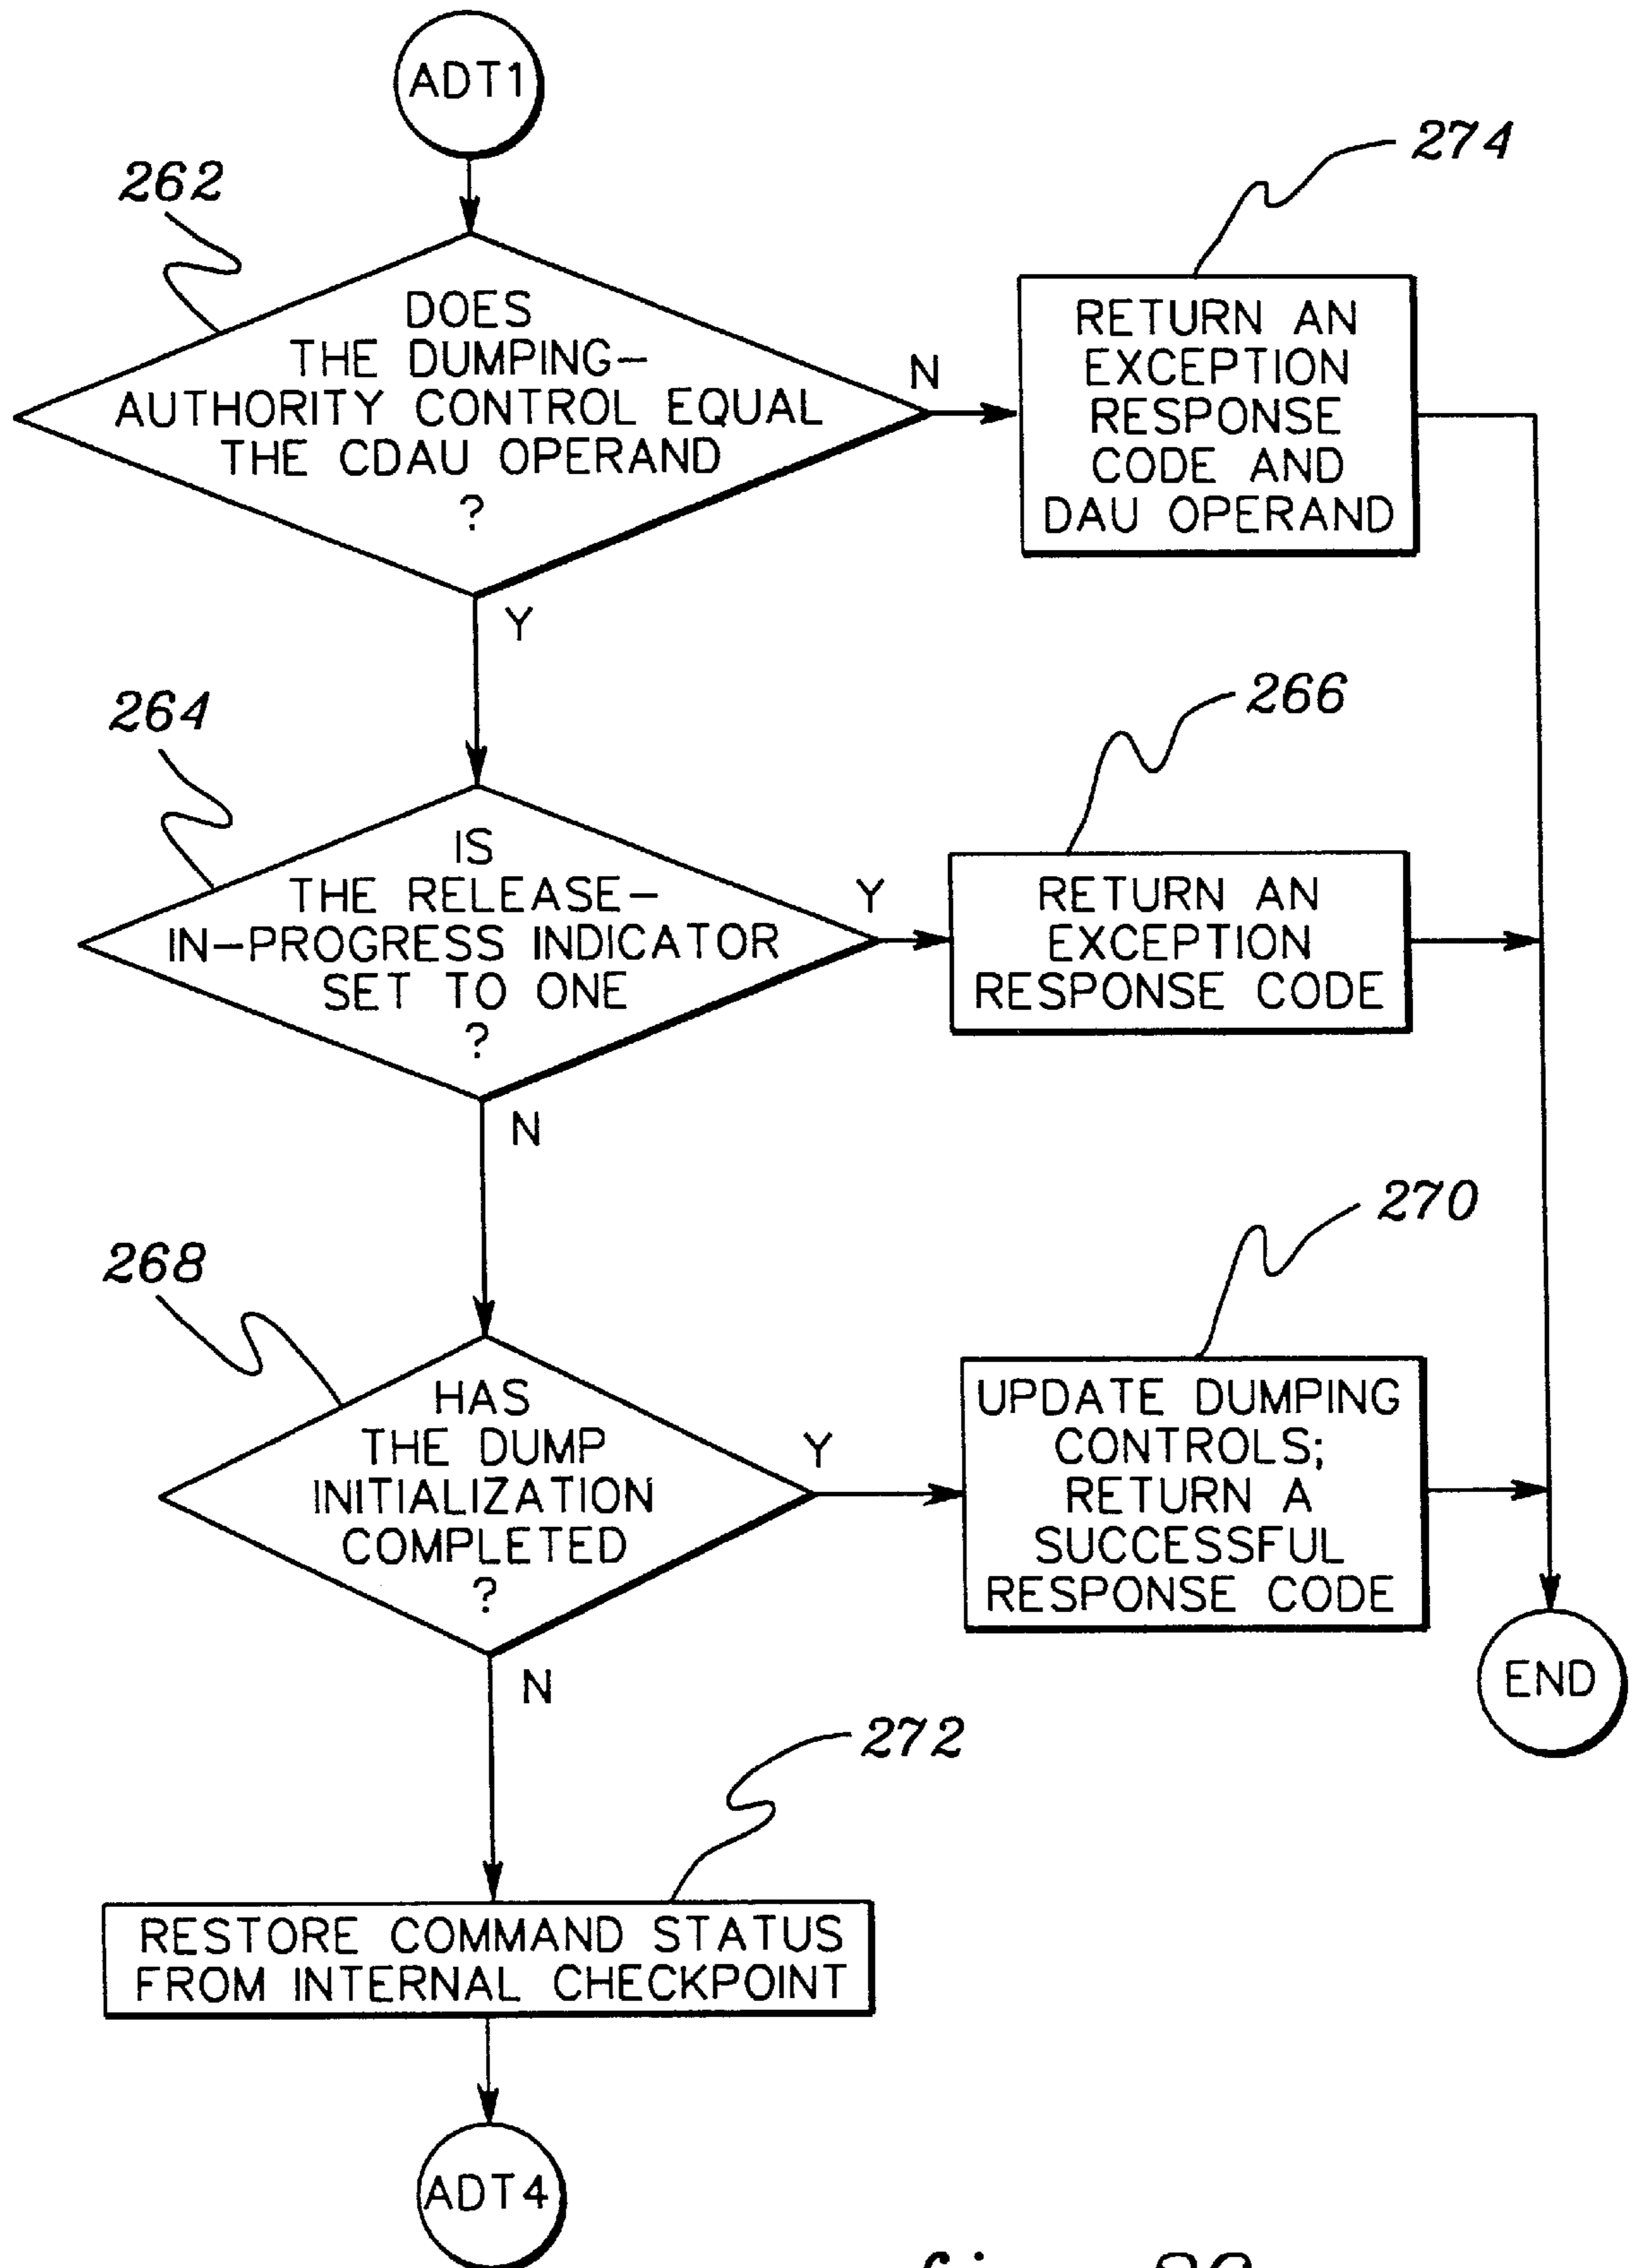 ADT1
262
DOES
THE DUMPING-
AUTHORITY CONTROL EQUAL
THE CDAU OPERAND
?
N
274
RETURN AN
EXCEPTION
RESPONSE
CODE AND
DAU OPERAND
Y
264
IS
THE RELEASE-
IN-PROGRESS INDICATOR
SET TO ONE
?
Y
266
RETURN AN
EXCEPTION
RESPONSE CODE
N
268
HAS
THE DUMP
INITIALIZATION
COMPLETED
?
Y
270
UPDATE DUMPING
CONTROLS;
RETURN A
SUCCESSFUL
RESPONSE CODE
END
N
272
RESTORE COMMAND STATUS
FROM INTERNAL CHECKPOINT
ADT4